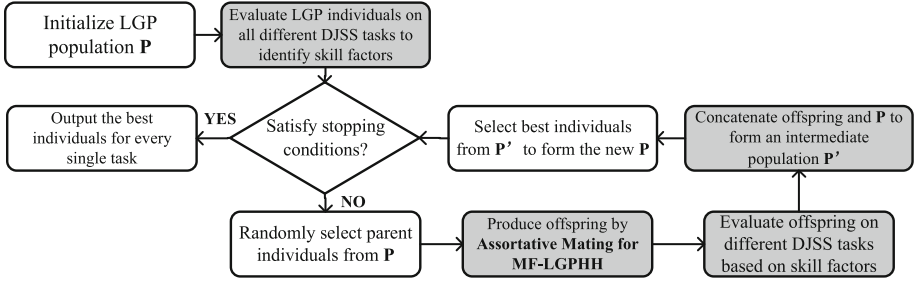 Initialize LGP
population P
Evaluate LGP individuals on
all different DJSS tasks to
identify skill factors
Output the best
individuals for every
single task
YES
Satisfy stopping
conditions?
Select best individuals
from P' to form the new P
Concatenate offspring and P to
form an intermediate
population P'
NO
Randomly select parent
individuals from P
Produce offspring by
Assortative Mating for
MF-LGPHH
Evaluate offspring on
different DJSS tasks
based on skill factors